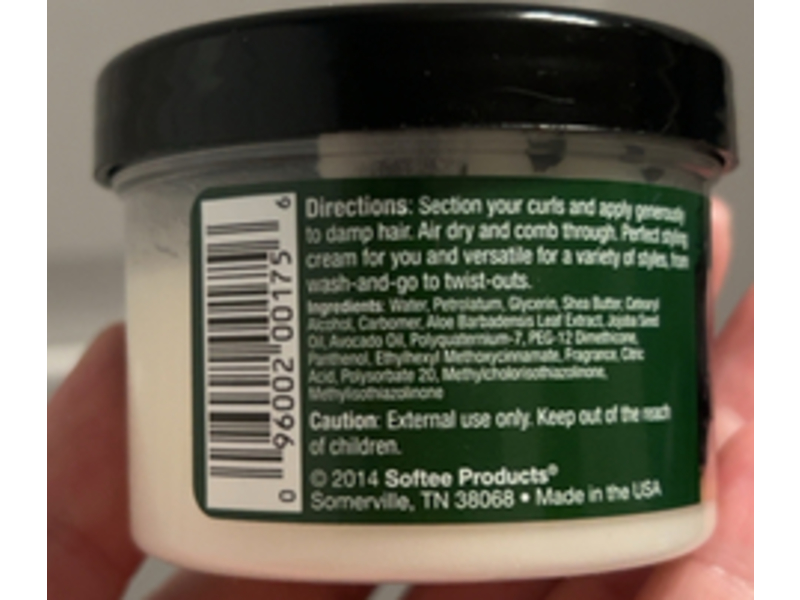 Directions: Section your curls and apply generously
to damp hair. Air dry and comb through. Perfect styling
cream for you and versatile for a variety of styles, from
wash-and-go to twist-outs.
Ingredients: Water, Petrolatum, Glycerin, Shea Butter, Cetearyl
Alcohol, Carbomer, Aloe Barbadensis Leaf Extract, Jojoba Seed
Oil, Avocado Oil, Polyquaternium-7, PEG-12 Dimethicone,
Panthenol, Ethylhexyl Methoxycinnamate, Fragrance, Citric
Acid, Polysorbate 20, Methylchlorisothiazolinone,
Methylisothiazolinone
Caution: External use only. Keep out of the reach
of children.
© 2014 Softee Products®
Somerville, TN 38068 • Made in the USA
0 96002 00175 6